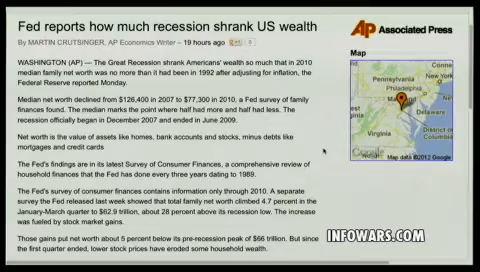 Fed reports how much recession shrank US wealth
By MARTIN CRUTSINGER, AP Economics Writer – 19 hours ago
WASHINGTON (AP) — The Great Recession shrank Americans' wealth so much that in 2010
median family net worth was no more than it had been in 1992 after adjusting for inflation, the
Federal Reserve reported Monday.
Median net worth declined from $126,400 in 2007 to $77,300 in 2010, a Fed survey of family
finances found. The median marks the point where half had more and half had less. The
recession officially began in December 2007 and ended in June 2009.
Net worth is the value of assets like homes, bank accounts and stocks, minus debts like
mortgages and credit cards
The Fed's findings are in its latest Survey of Consumer Finances, a comprehensive review of
household finances that the Fed has done every three years dating to 1989.
The Fed's survey of consumer finances contains information only through 2010. A separate
survey the Fed released last week showed that total family net worth climbed 4.7 percent in the
January-March quarter to $62.9 trillion, about 28 percent above its recession low. The increase
was fueled by stock market gains.
Those gains put net worth about 5 percent below its pre-recession peak of $66 trillion. But since
the first quarter ended, lower stock prices have eroded some household wealth.
AP Associated Press
Map
Conne
New York
Pennsylvania
Philadelphia
Delaware
Virginia
District of
Columbia
Google
Map data ©2012 Google
INFOWARS.COM